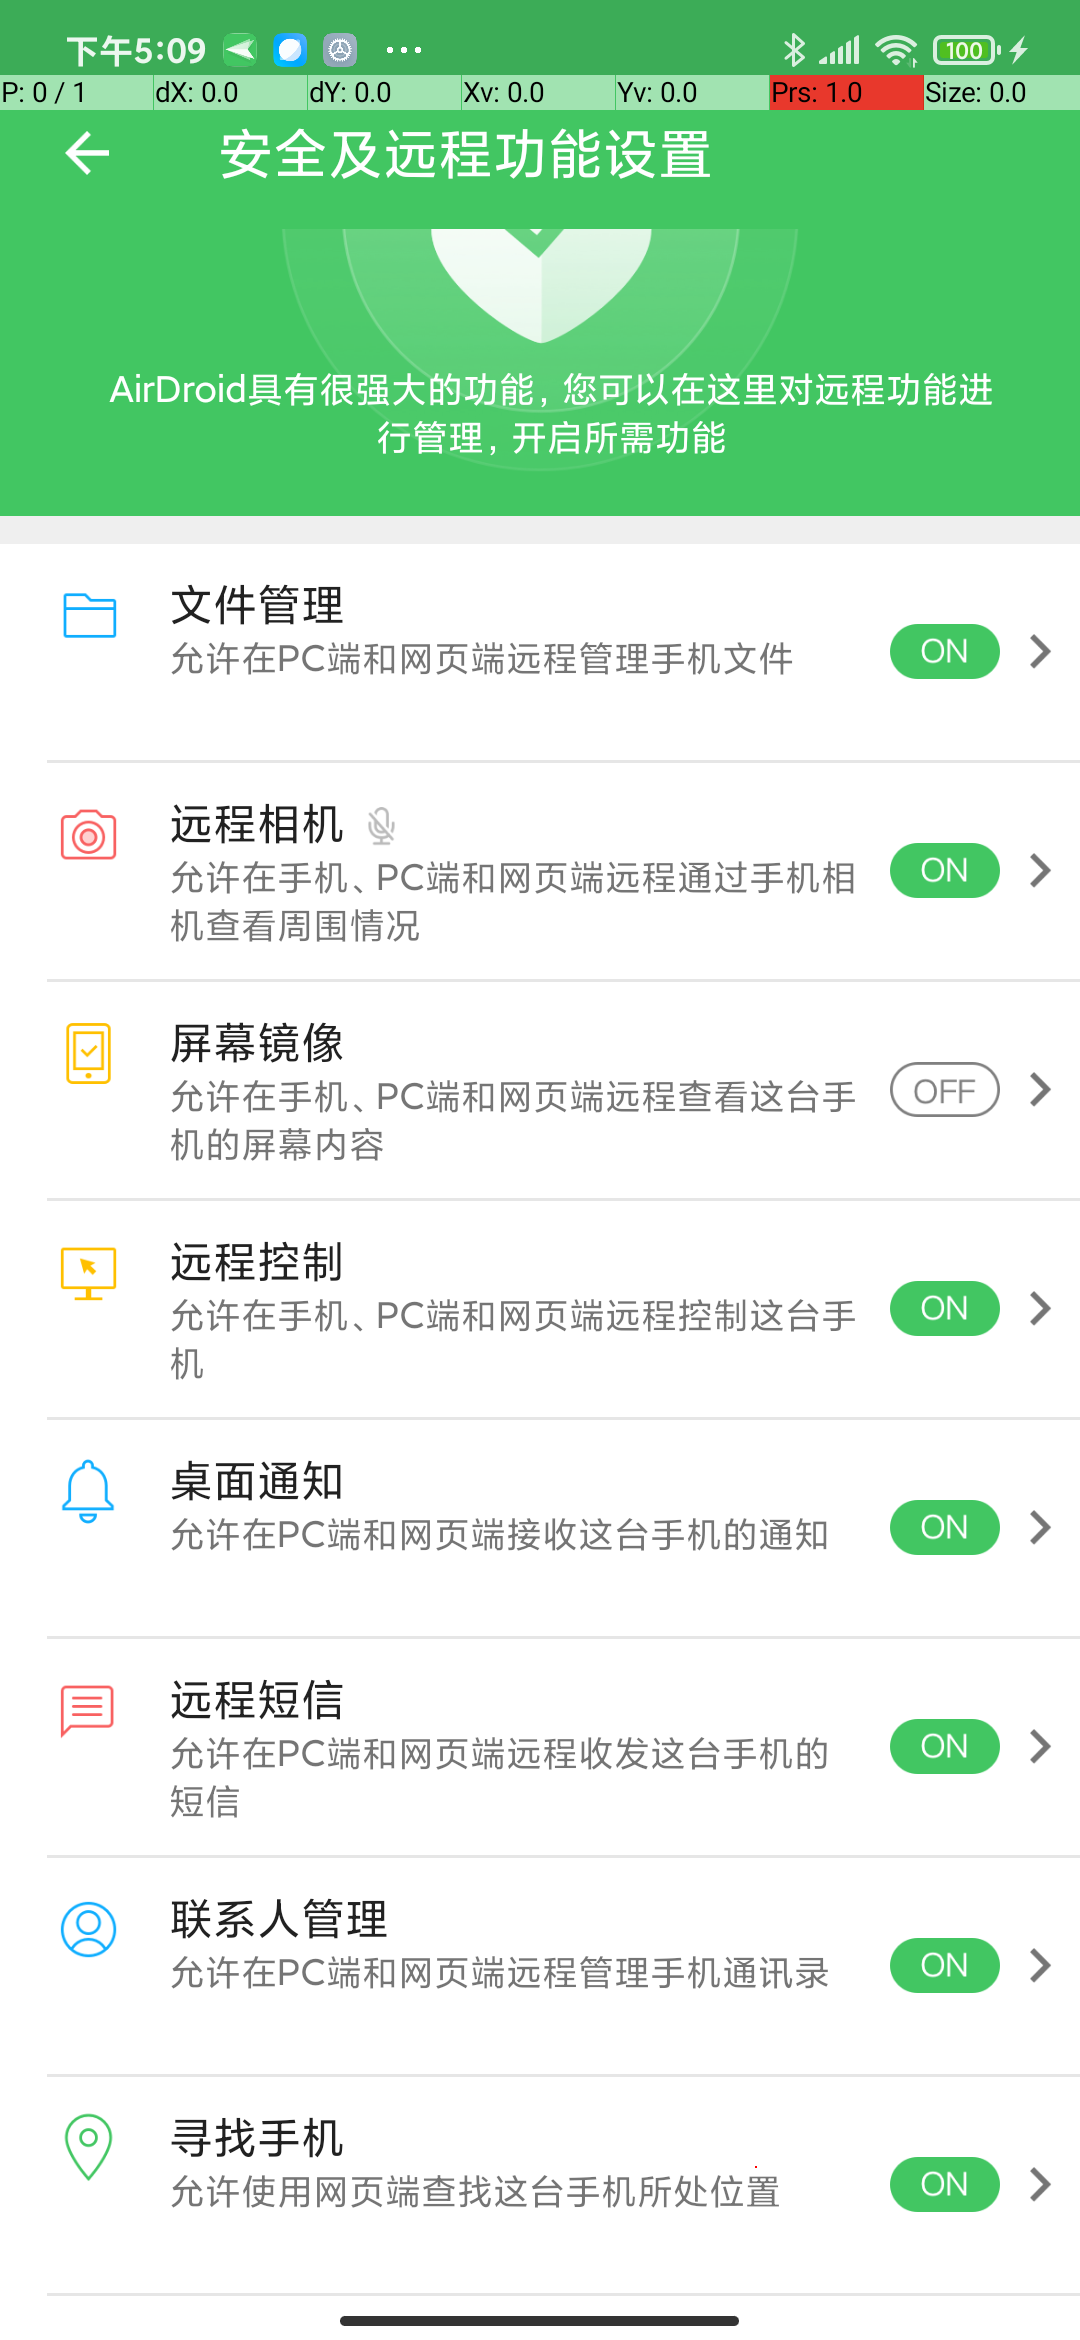 下午5:09
100
P: 0 / 1 dX: 0.0 dY: 0.0 Xv: 0.0 Yv: 0.0 Prs: 1.0 Size: 0.0
安全及远程功能设置
AirDroid具有很强大的功能，您可以在这里对远程功能进
行管理，开启所需功能
文件管理
允许在PC端和网页端远程管理手机文件
ON
远程相机
允许在手机、PC端和网页端远程通过手机相
机查看周围情况
ON
屏幕镜像
允许在手机、PC端和网页端远程查看这台手
机的屏幕内容
OFF
远程控制
允许在手机、PC端和网页端远程控制这台手
机
ON
桌面通知
允许在PC端和网页端接收这台手机的通知
ON
远程短信
允许在PC端和网页端远程收发这台手机的
短信
ON
联系人管理
允许在PC端和网页端远程管理手机通讯录
ON
寻找手机
允许使用网页端查找这台手机所处位置
ON